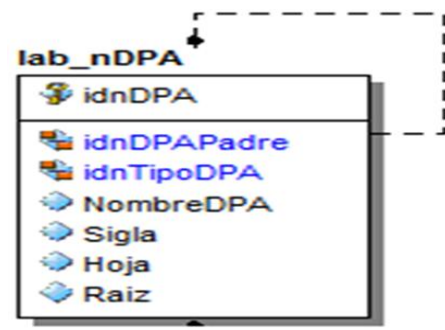 lab_nDPA
idnDPA
idnDPAPadre
idnTipoDPA
NombreDPA
Sigla
Hoja
Raiz